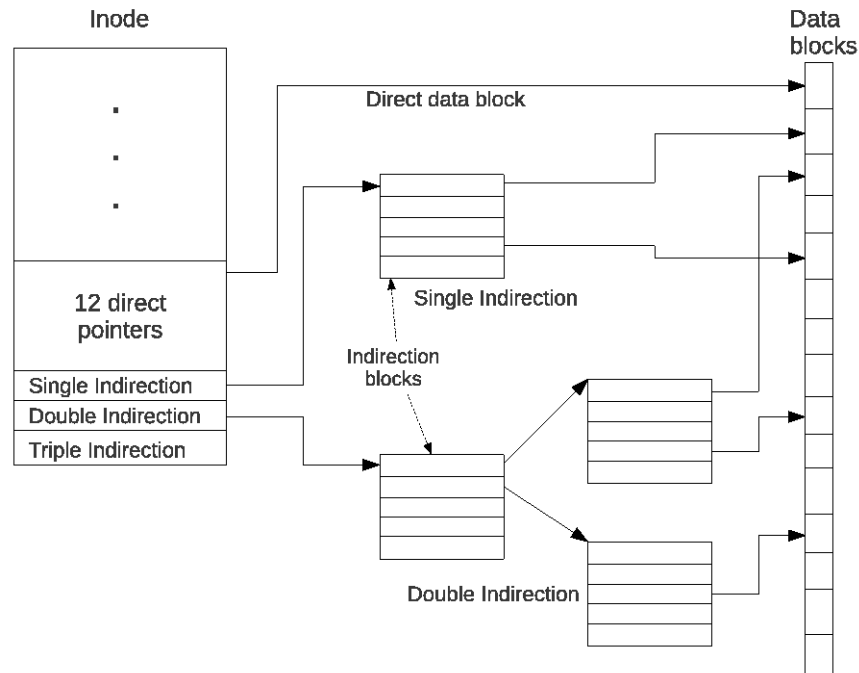 Inode
Data
blocks
Direct data block
12 direct
pointers
Single Indirection
Indirection
blocks
Single Indirection
Double Indirection
Triple Indirection
Double Indirection